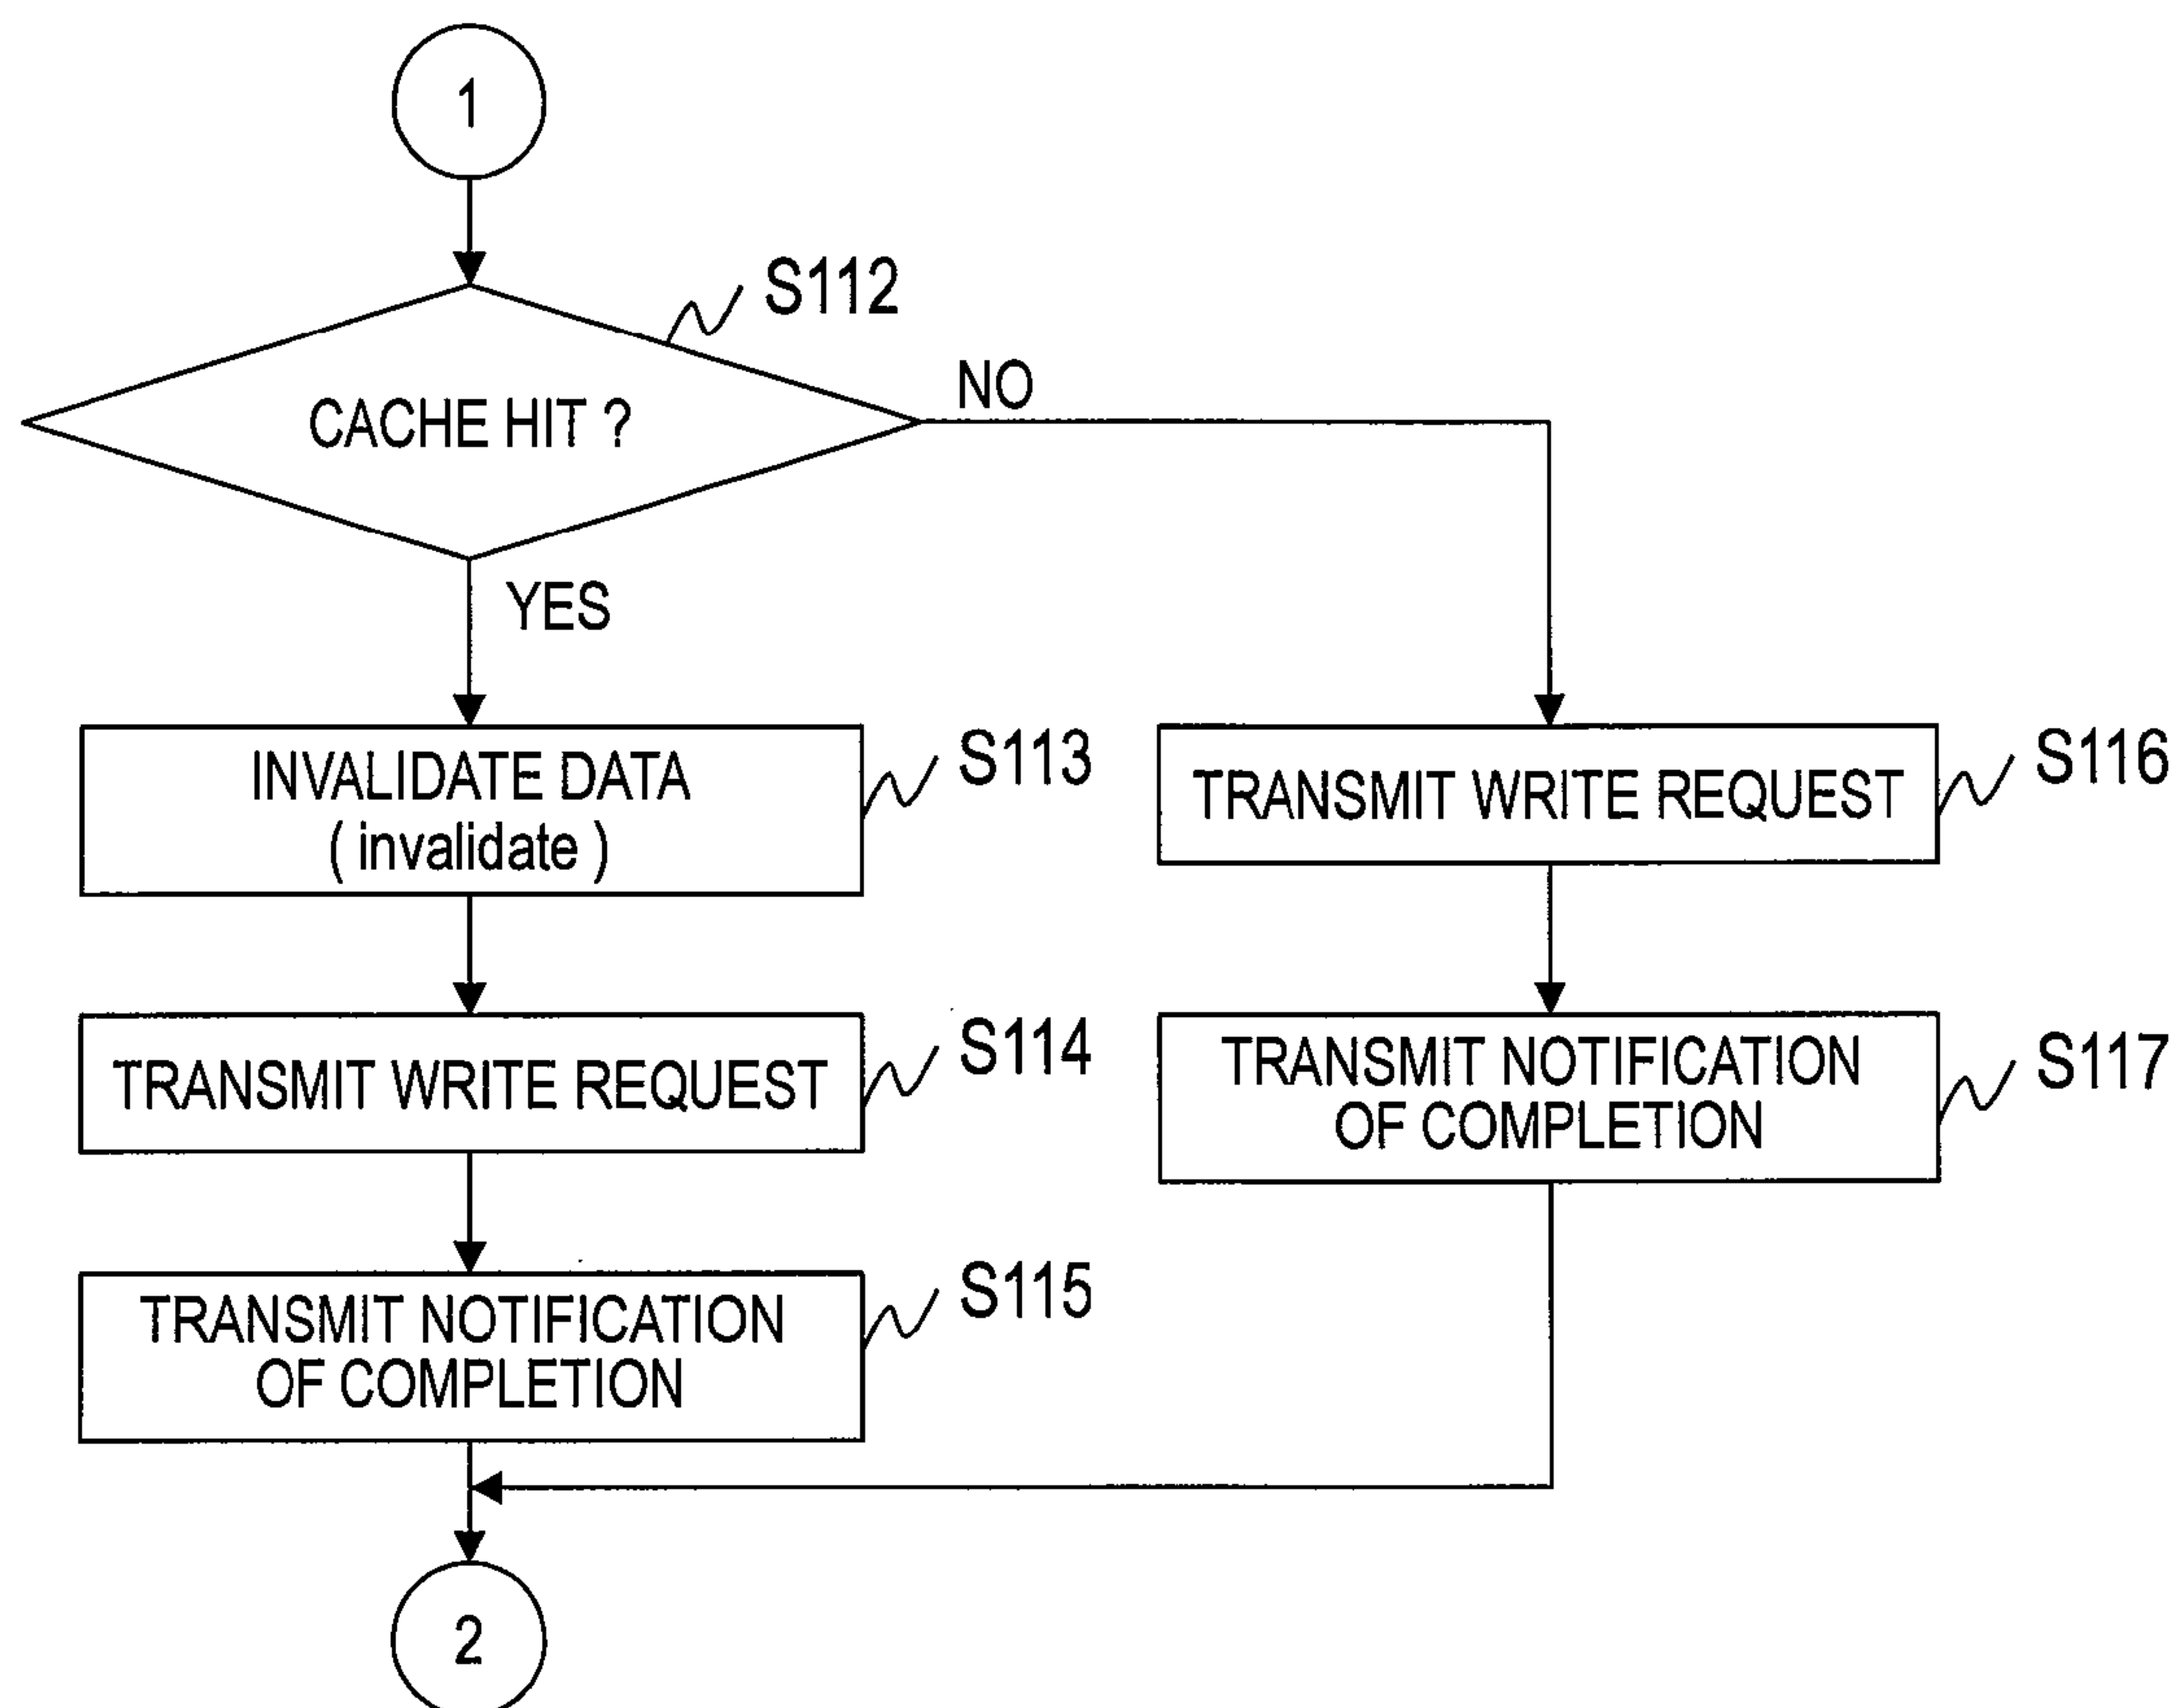 1
S112
CACHE HIT ?
NO
YES
INVALIDATE DATA
( invalidate )
S113
TRANSMIT WRITE REQUEST
S116
TRANSMIT WRITE REQUEST
S114
TRANSMIT NOTIFICATION
OF COMPLETION
S117
TRANSMIT NOTIFICATION
OF COMPLETION
S115
2